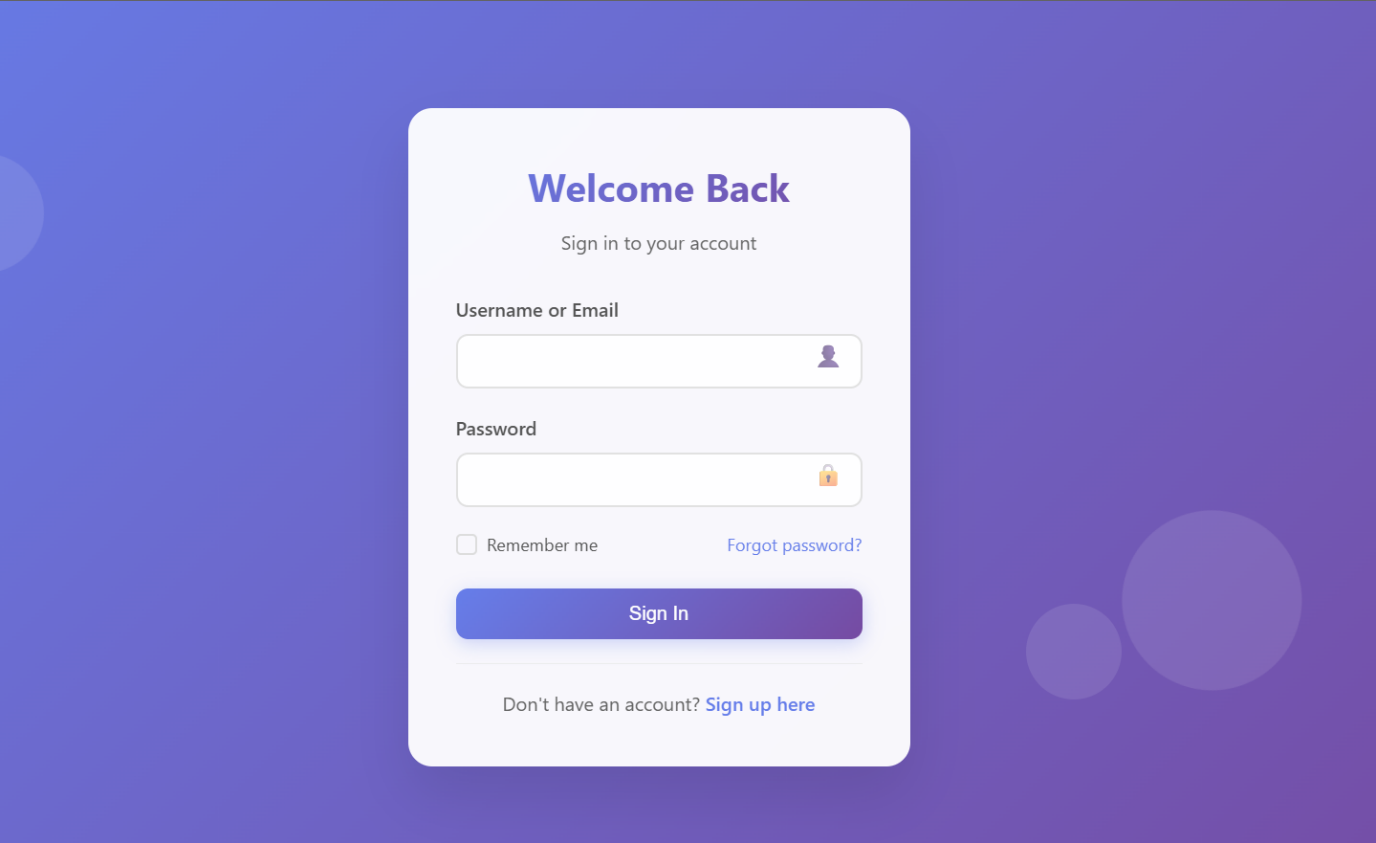 Welcome Back
Sign in to your account
Username or Email
Password
Remember me
Forgot password?
Sign In
Don't have an account? Sign up here